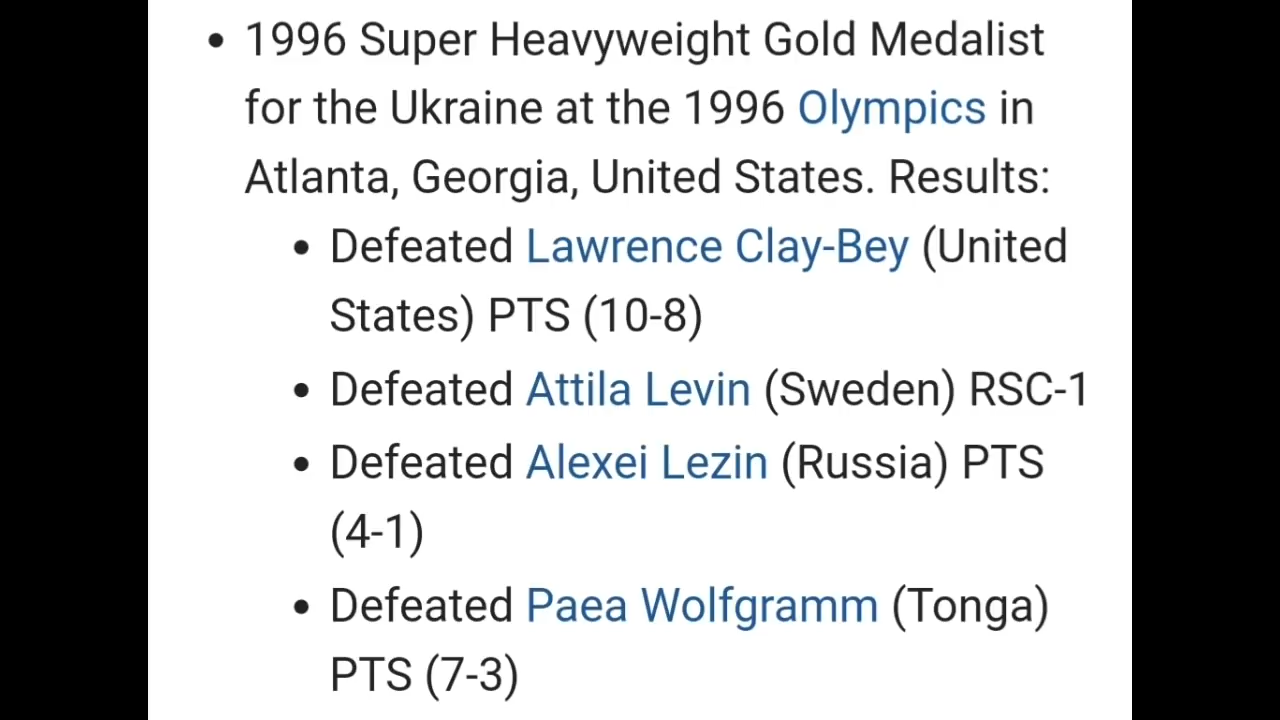 • 1996 Super Heavyweight Gold Medalist
for the Ukraine at the 1996 Olympics in
Atlanta, Georgia, United States. Results:
• Defeated Lawrence Clay-Bey (United
States) PTS (10-8)
• Defeated Attila Levin (Sweden) RSC-1
• Defeated Alexei Lezin (Russia) PTS
(4-1)
• Defeated Paea Wolfgramm (Tonga)
PTS (7-3)